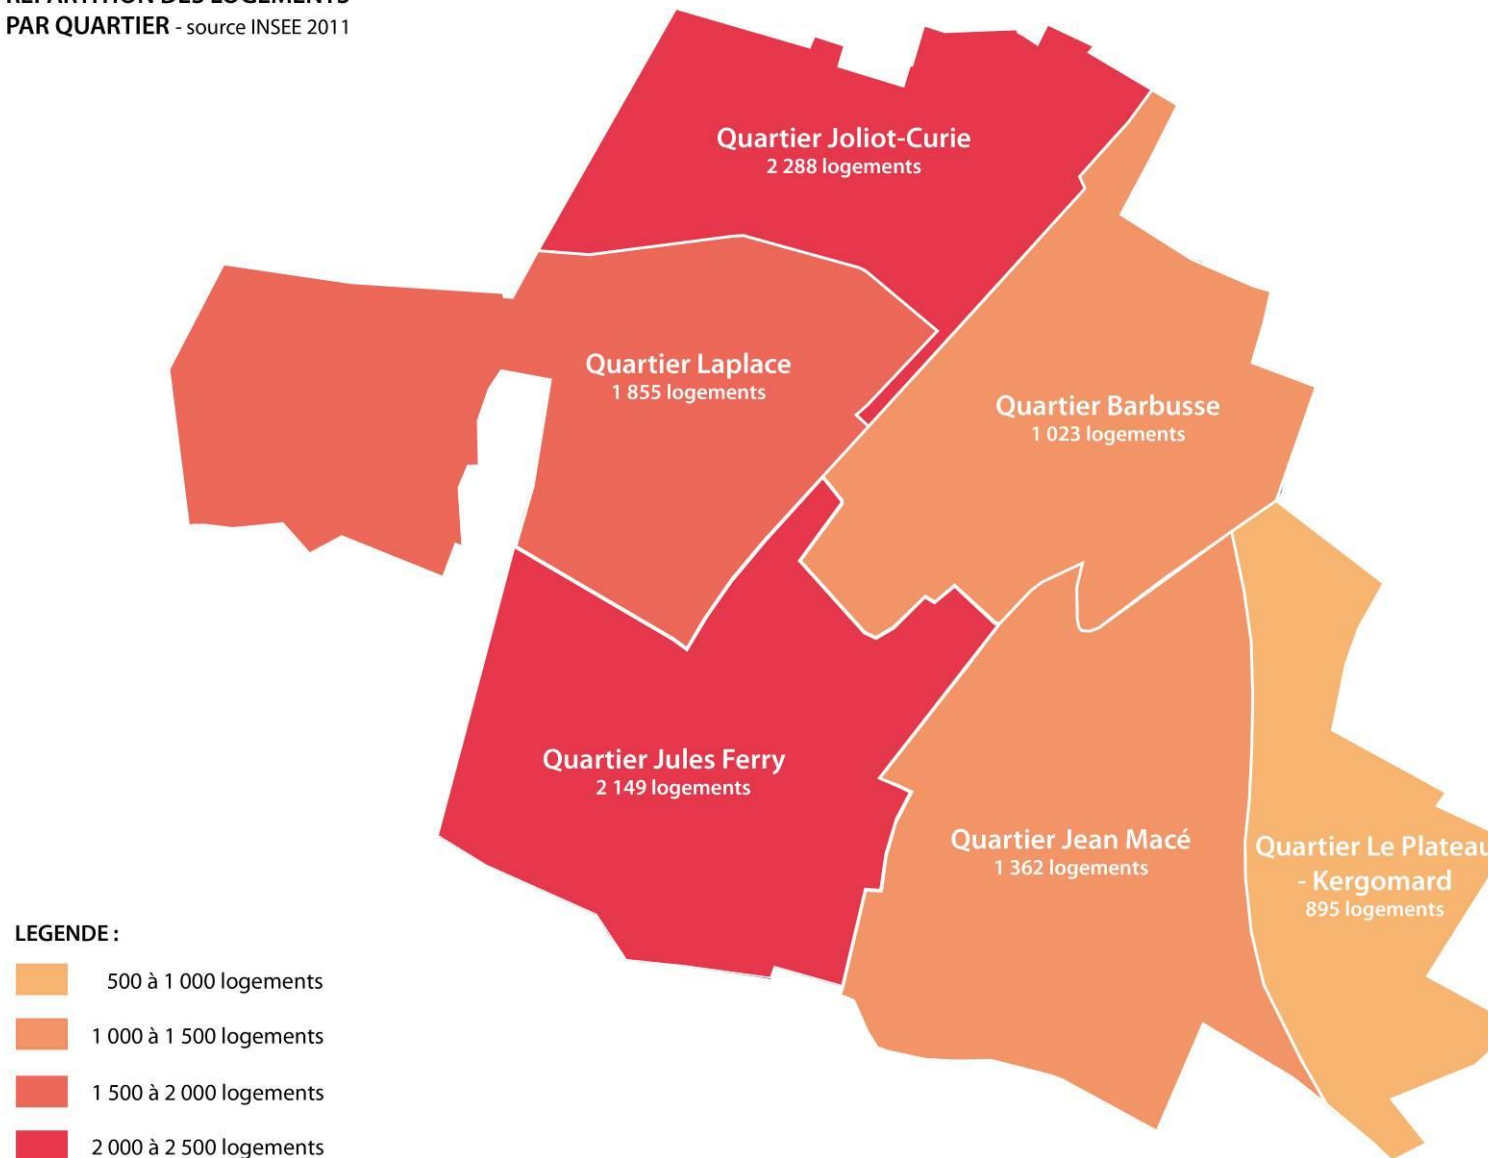 RÉPARTITION DES LOGEMENTS
PAR QUARTIER - source INSEE 2011
Quartier Joliot-Curie
2 288 logements
Quartier Laplace
1 855 logements
Quartier Barbusse
1 023 logements
Quartier Jules Ferry
2 149 logements
Quartier Jean Macé
1 362 logements
Quartier Le Plateau
- Kergomard
895 logements
LEGENDE :
500 à 1 000 logements
1 000 à 1 500 logements
1 500 à 2 000 logements
2 000 à 2 500 logements